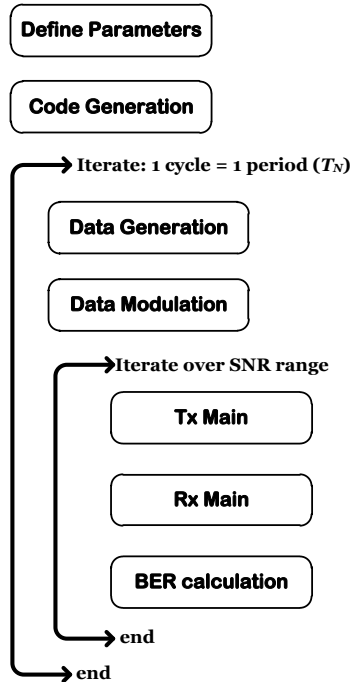 Define Parameters
Code Generation
Iterate: 1 cycle = 1 period (T_N)
Data Generation
Data Modulation
Iterate over SNR range
Tx Main
Rx Main
BER calculation
end
end